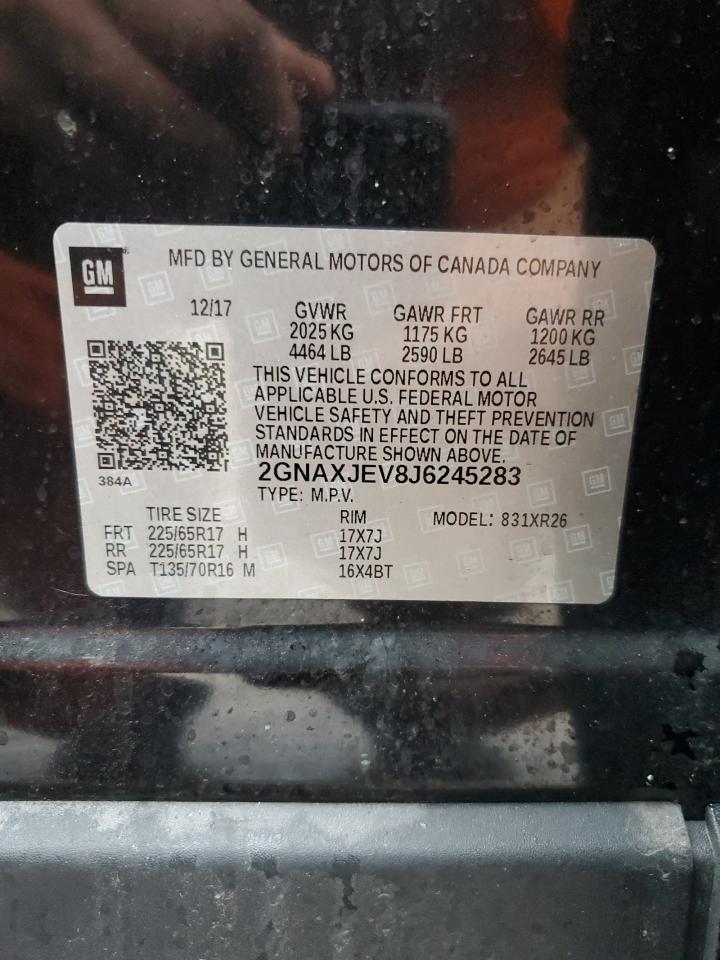 GM
MFD BY GENERAL MOTORS OF CANADA COMPANY
12/17 GVWR GAWR FRT GAWR RR
2025 KG 1175 KG 1200 KG
4464 LB 2590 LB 2645 LB
THIS VEHICLE CONFORMS TO ALL
APPLICABLE U.S. FEDERAL MOTOR
VEHICLE SAFETY AND THEFT PREVENTION
STANDARDS IN EFFECT ON THE DATE OF
MANUFACTURE SHOWN ABOVE.
384A
2GNAXJEV8J6245283
TYPE: M.P.V.
TIRE SIZE RIM MODEL: 831XR26
FRT 225/65R17 H 17X7J
RR 225/65R17 H 17X7J
SPA T135/70R16 M 16X4BT